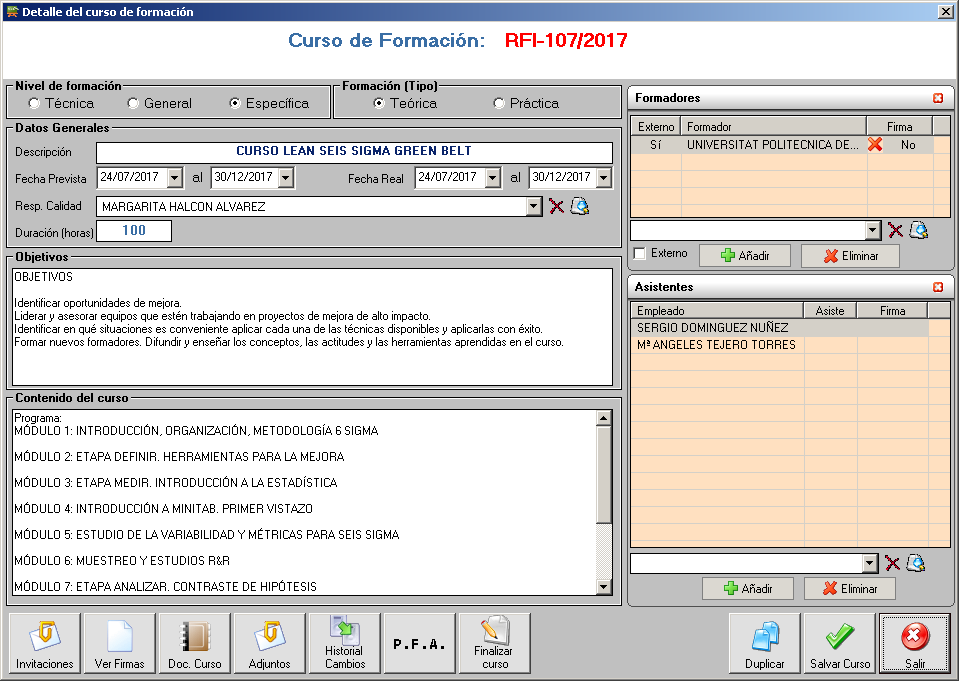 Detalle del curso de formación
Curso de Formación: RFI-107/2017
Nivel de formación
Técnica General Específica
Formación (Tipo)
Teórica Práctica
Datos Generales
Descripción CURSO LEAN SEIS SIGMA GREEN BELT
Fecha Prevista 24/07/2017 al 30/12/2017 Fecha Real 24/07/2017 al 30/12/2017
Resp. Calidad MARGARITA HALCON ALVAREZ
Duración (horas) 100
Objetivos
OBJETIVOS
Identificar oportunidades de mejora.
Liderar y asesorar equipos que estén trabajando en proyectos de mejora de alto impacto.
Identificar en qué situaciones es conveniente aplicar cada una de las técnicas disponibles y aplicarlas con éxito.
Formar nuevos formadores. Difundir y enseñar los conceptos, las actitudes y las herramientas aprendidas en el curso.
Contenido del curso
Programa:
MÓDULO 1: INTRODUCCIÓN, ORGANIZACIÓN, METODOLOGÍA 6 SIGMA
MÓDULO 2: ETAPA DEFINIR. HERRAMIENTAS PARA LA MEJORA
MÓDULO 3: ETAPA MEDIR. INTRODUCCIÓN A LA ESTADÍSTICA
MÓDULO 4: INTRODUCCIÓN A MINITAB. PRIMER VISTAZO
MÓDULO 5: ESTUDIO DE LA VARIABILIDAD Y MÉTRICAS PARA SEIS SIGMA
MÓDULO 6: MUESTREO Y ESTUDIOS R&R
MÓDULO 7: ETAPA ANALIZAR. CONTRASTE DE HIPÓTESIS
Formadores
Externo Formador Firma
Sí UNIVERSITAT POLITECNICA DE... No
Externo Añadir Eliminar
Asistentes
Empleado Asiste Firma
SERGIO DOMINGUEZ NUÑEZ
Mª ANGELES TEJERO TORRES
Añadir Eliminar
Invitaciones
Ver Firmas
Doc. Curso
Adjuntos
Historial
Cambios
P.F.A.
Finalizar
curso
Duplicar
Salvar Curso
Salir